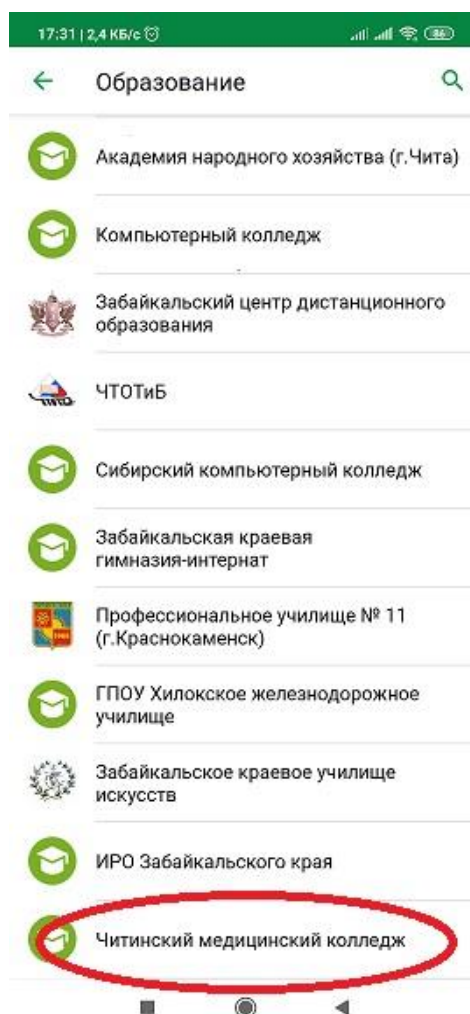 17:31 | 2,4 КБ/с
86
Образование
Академия народного хозяйства (г.Чита)
Компьютерный колледж
Забайкальский центр дистанционного
образования
ЧТОТиБ
Сибирский компьютерный колледж
Забайкальская краевая
гимназия-интернат
Профессиональное училище № 11
(г.Краснокаменск)
ГПОУ Хилокское железнодорожное
училище
Забайкальское краевое училище
искусств
ИРО Забайкальского края
Читинский медицинский колледж